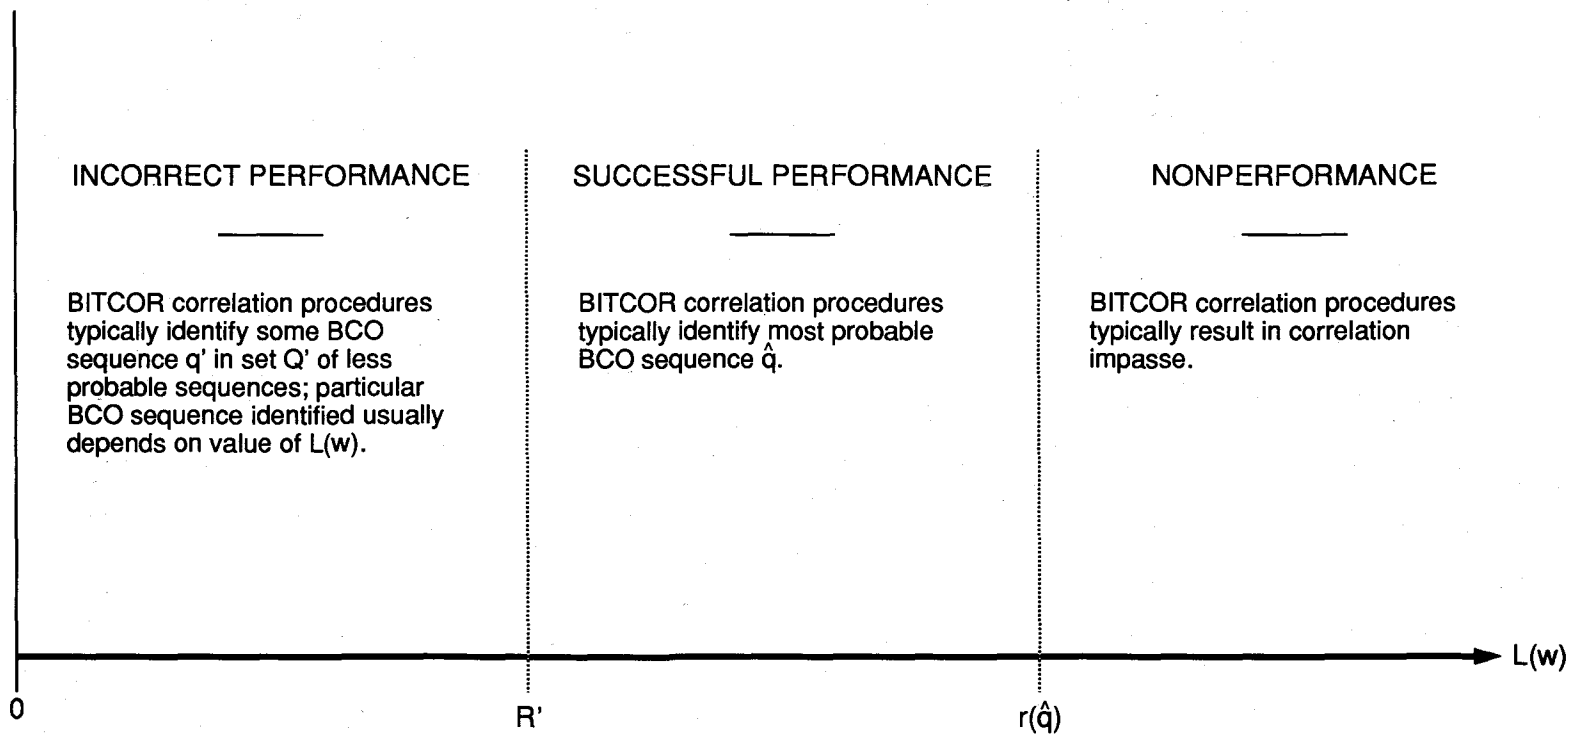 INCORRECT PERFORMANCE
BITCOR correlation procedures
typically identify some BCO
sequence q' in set Q' of less
probable sequences; particular
BCO sequence identified usually
depends on value of L(w).
SUCCESSFUL PERFORMANCE
BITCOR correlation procedures
typically identify most probable
BCO sequence q̂.
NONPERFORMANCE
BITCOR correlation procedures
typically result in correlation
impasse.
L(w)
0
R'
r(q̂)